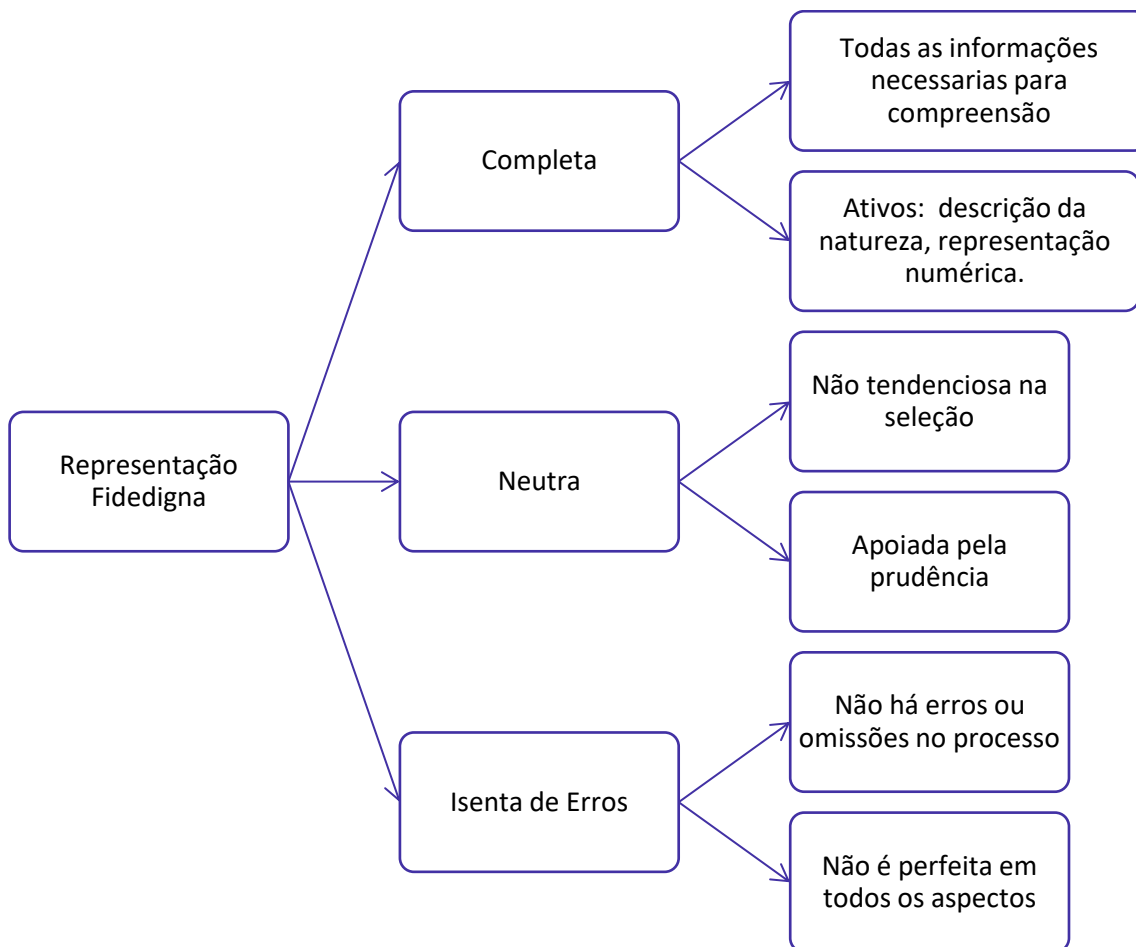 Representação
Fidedigna
Completa
Todas as informações
necessarias para
compreensão
Ativos: descrição da
natureza, representação
numérica.
Neutra
Não tendenciosa na
seleção
Apoiada pela
prudência
Isenta de Erros
Não há erros ou
omissões no processo
Não é perfeita em
todos os aspectos